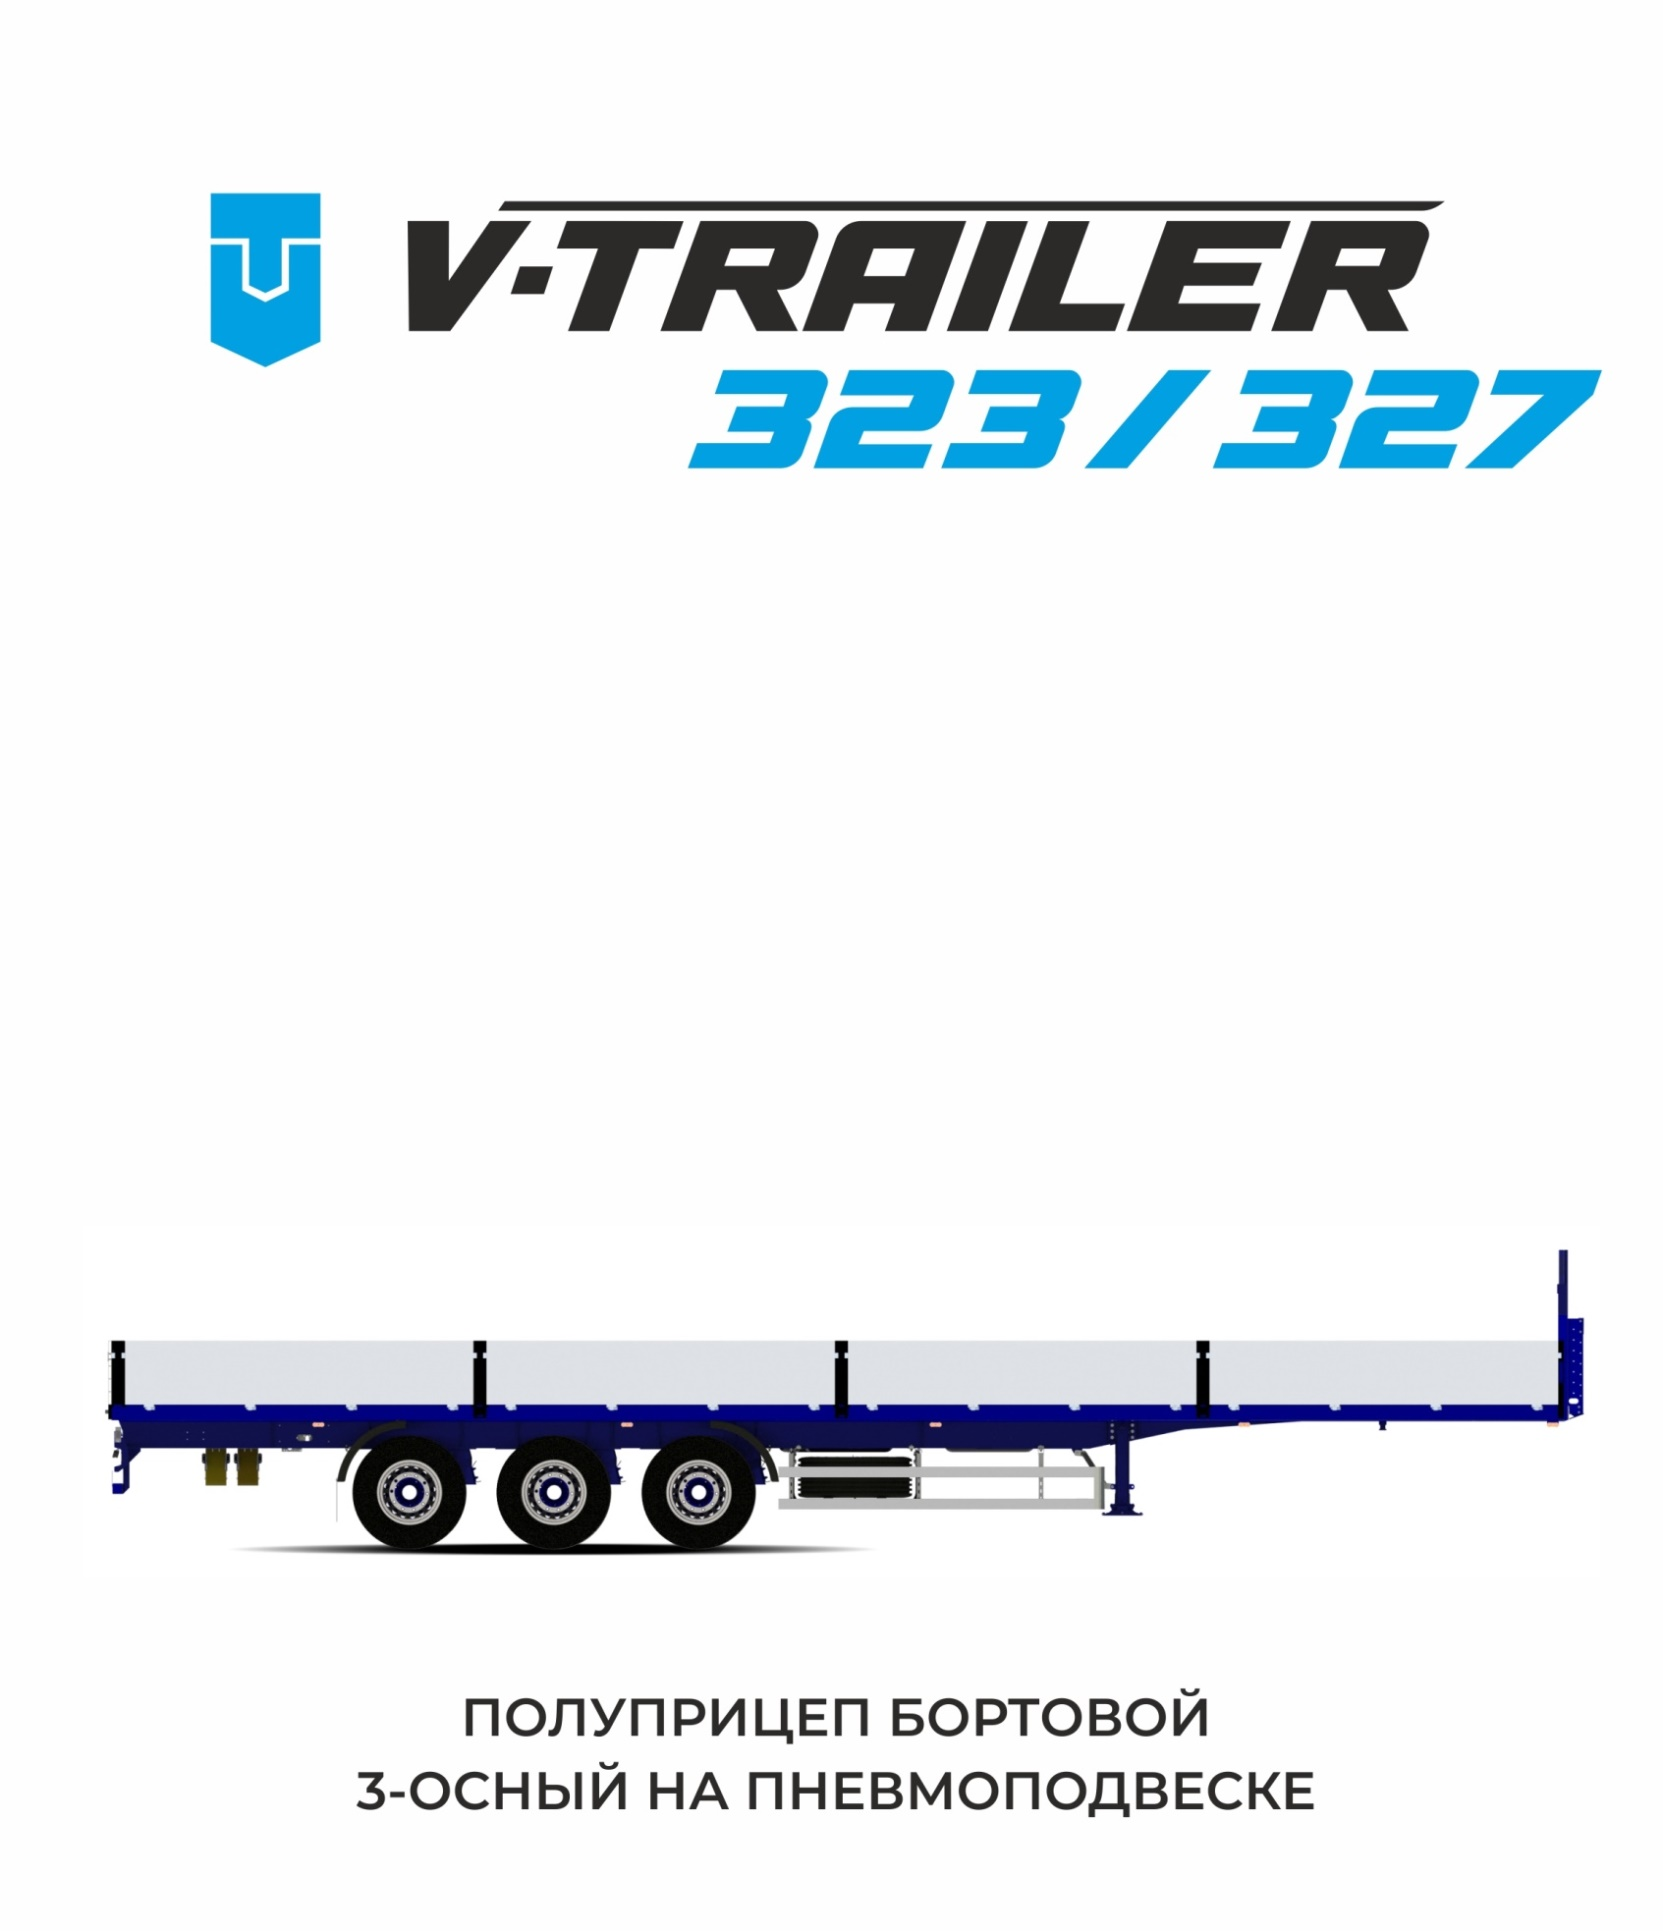 V-TRAILER
323/327
ПОЛУПРИЦЕП БОРТОВОЙ
3-ОСНЫЙ НА ПНЕВМОПОДВЕСКЕ